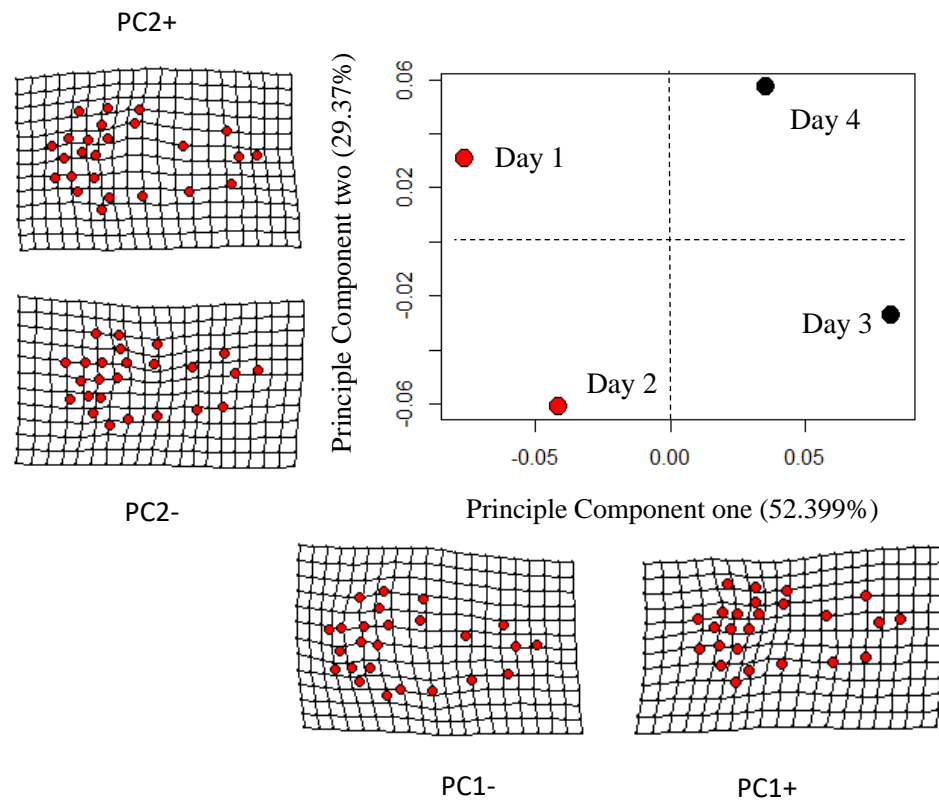 PC2+
Principle Component two (29.37%)
0.06
0.02
-0.02
-0.06
Day 4
Day 1
Day 3
Day 2
-0.05
0.00
0.05
PC2-
Principle Component one (52.399%)
PC1-
PC1+